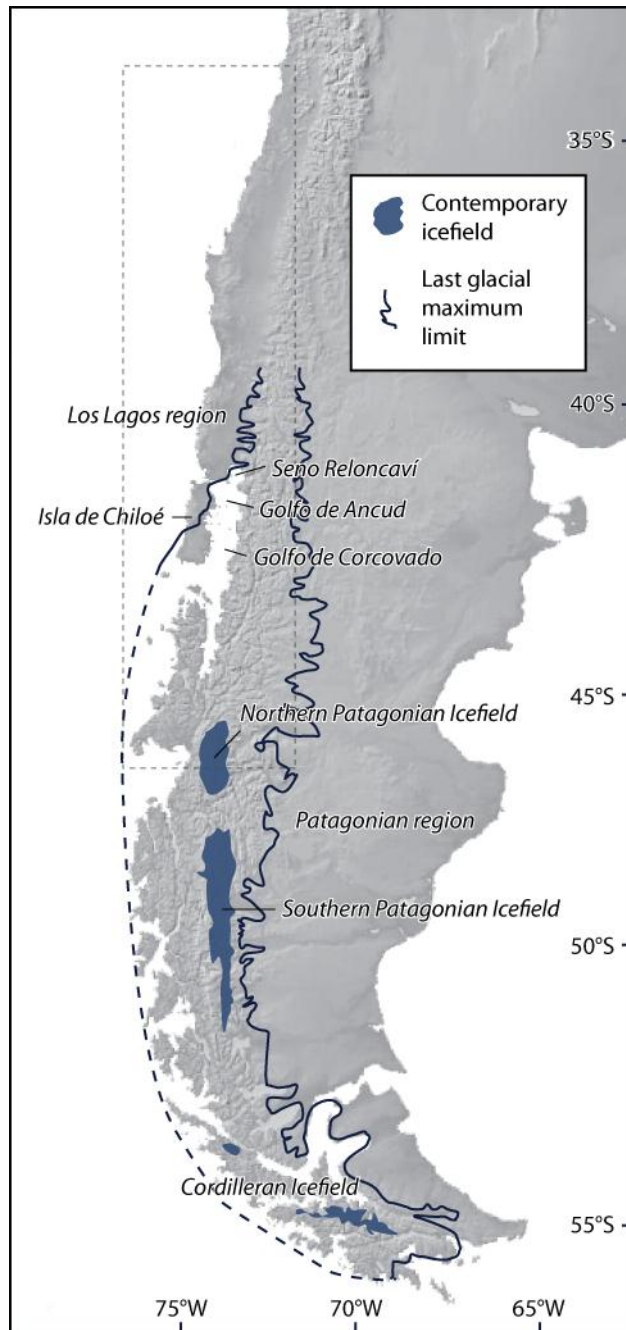 35°S
Contemporary
icefield
Last glacial
maximum
limit
40°S
Los Lagos region
Seno Reloncaví
Golfo de Ancud
Isla de Chiloé
Golfo de Corcovado
45°S
Northern Patagonian Icefield
Patagonian region
Southern Patagonian Icefield
50°S
Cordilleran Icefield
55°S
75°W
70°W
65°W